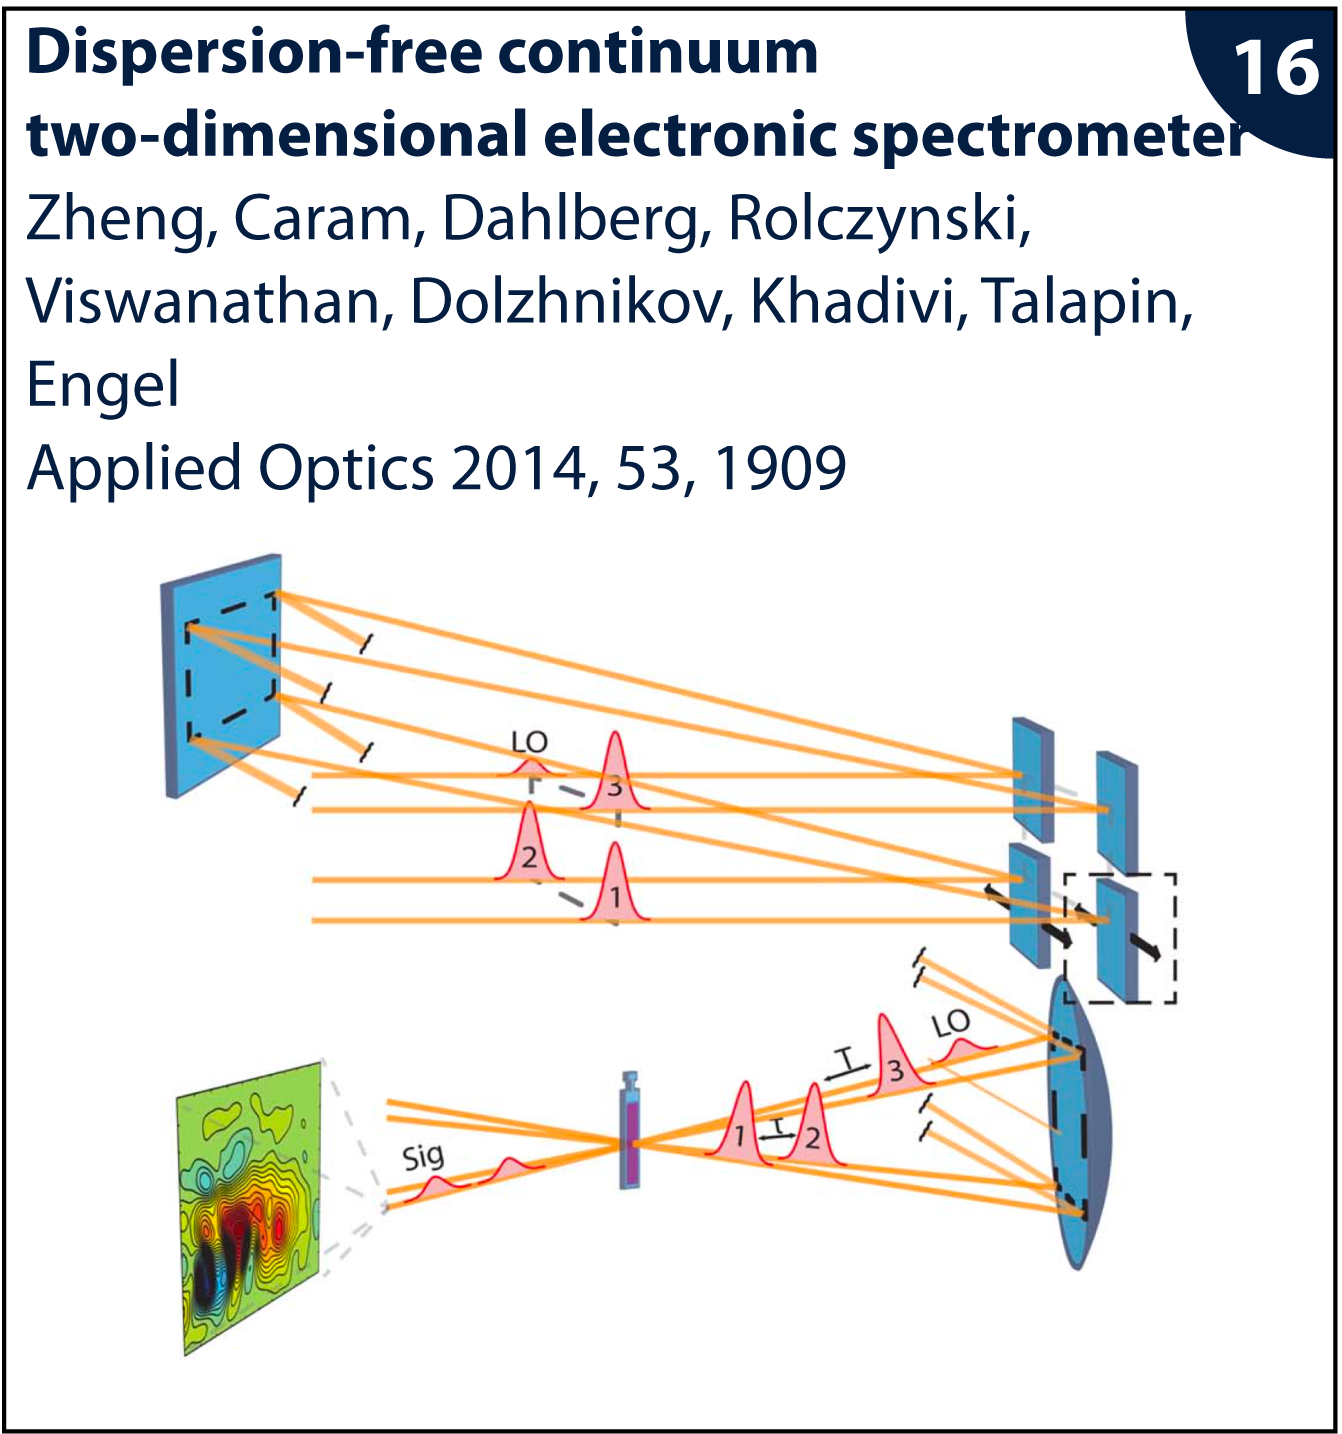 Dispersion-free continuum
16
two-dimensional electronic spectrometer
Zheng, Caram, Dahlberg, Rolczynski,
Viswanathan, Dolzhnikov, Khadivi, Talapin,
Engel
Applied Optics 2014, 53, 1909
LO
3
2
1
LO
T
3
1
τ
2
Sig